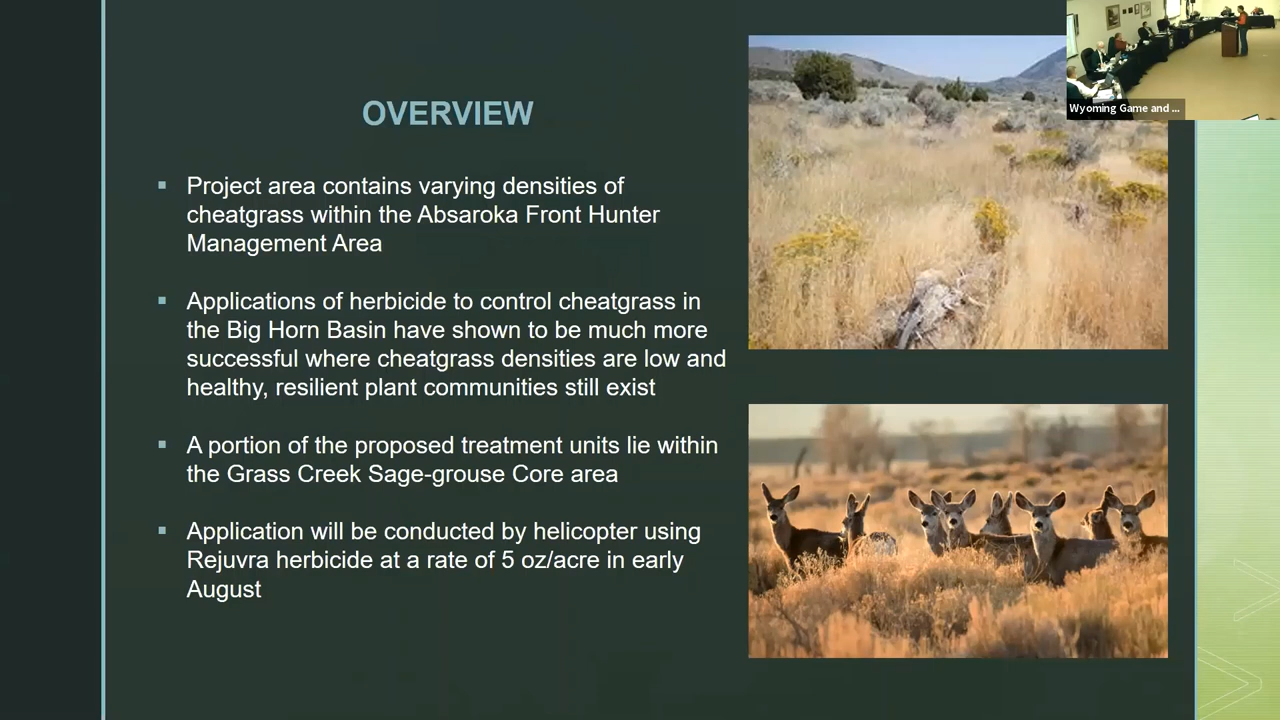 OVERVIEW
Project area contains varying densities of
cheatgrass within the Absaroka Front Hunter
Management Area
Applications of herbicide to control cheatgrass in
the Big Horn Basin have shown to be much more
successful where cheatgrass densities are low and
healthy, resilient plant communities still exist
A portion of the proposed treatment units lie within
the Grass Creek Sage-grouse Core area
Application will be conducted by helicopter using
Rejuvra herbicide at a rate of 5 oz/acre in early
August
Wyoming Game and ...